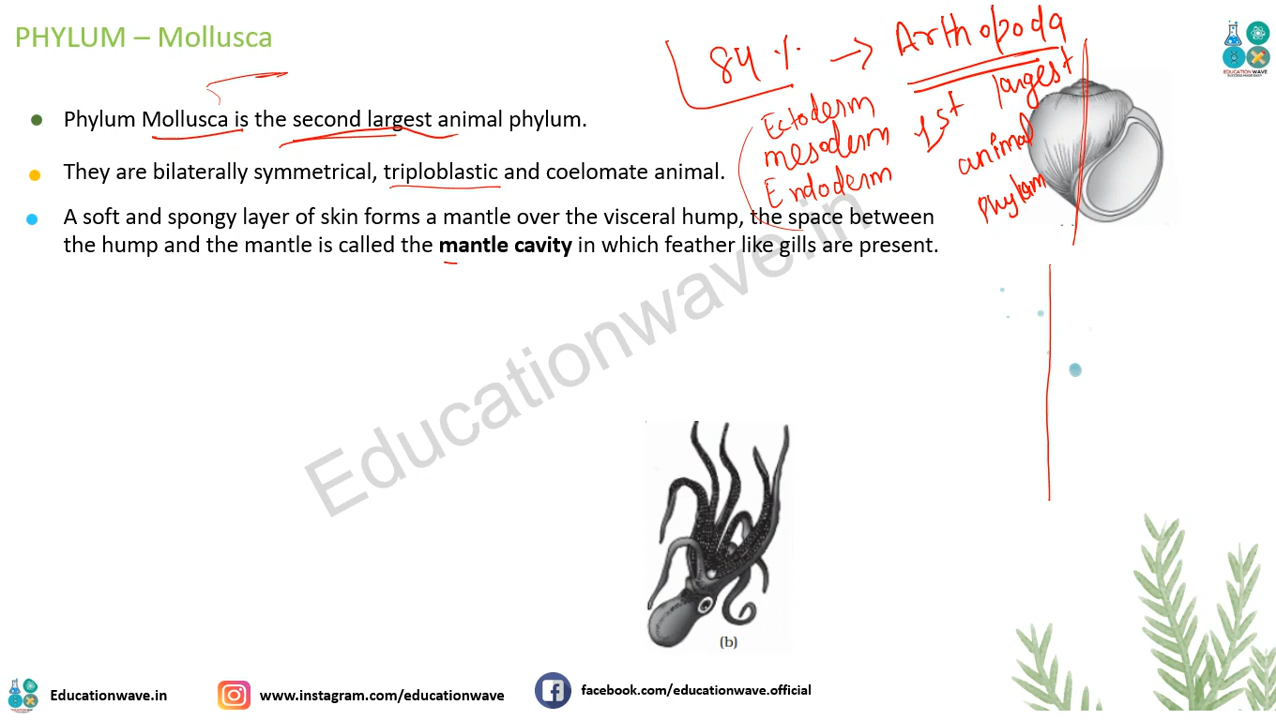 PHYLUM – Mollusca
84 % → Arthopoda
1st largest
animal
Phylum
Phylum Mollusca is the second largest animal phylum.
Ectoderm
mesoderm
Endoderm
They are bilaterally symmetrical, triploblastic and coelomate animal.
A soft and spongy layer of skin forms a mantle over the visceral hump, the space between
the hump and the mantle is called the mantle cavity in which feather like gills are present.
Educationwave.in
(b)
EDUCATION WAVE
Educationwave.in
www.instagram.com/educationwave
facebook.com/educationwave.official